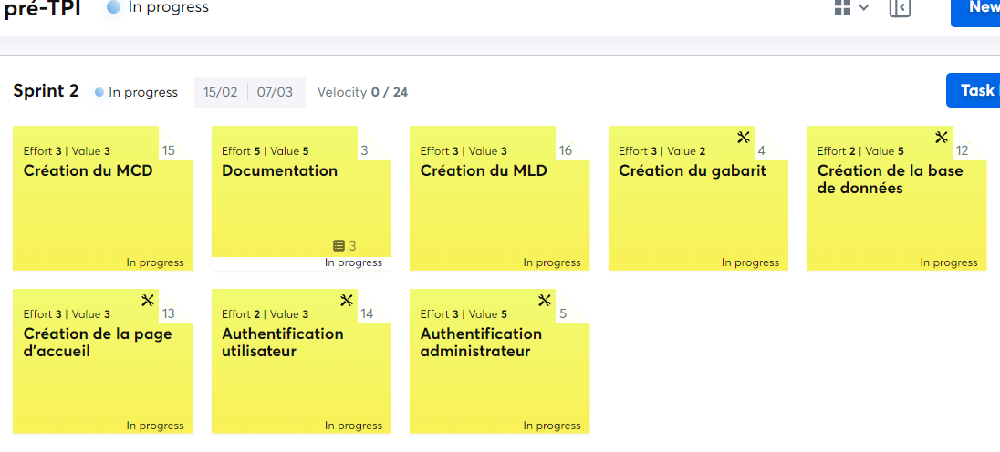 pré-TPI In progress
New
Sprint 2 In progress 15/02 07/03 Velocity 0 / 24
Task
Effort 3 | Value 3 15
Création du MCD
In progress
Effort 5 | Value 5 3
Documentation
3
In progress
Effort 3 | Value 3 16
Création du MLD
In progress
Effort 3 | Value 2 4
Création du gabarit
In progress
Effort 2 | Value 5 12
Création de la base
de données
In progress
Effort 3 | Value 3 13
Création de la page
d'accueil
In progress
Effort 2 | Value 3 14
Authentification
utilisateur
In progress
Effort 3 | Value 5 5
Authentification
administrateur
In progress